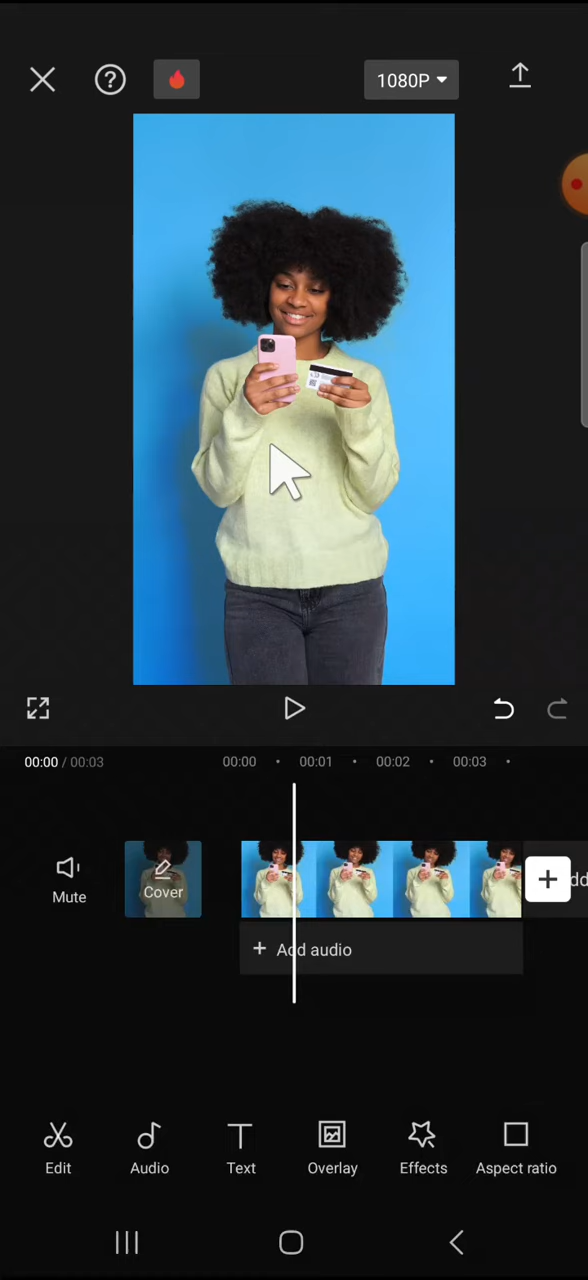 ?
1080P
00:00 / 00:03
00:00 00:01 00:02 00:03
Mute
Cover
+ Add audio
Edit Audio Text Overlay Effects Aspect ratio